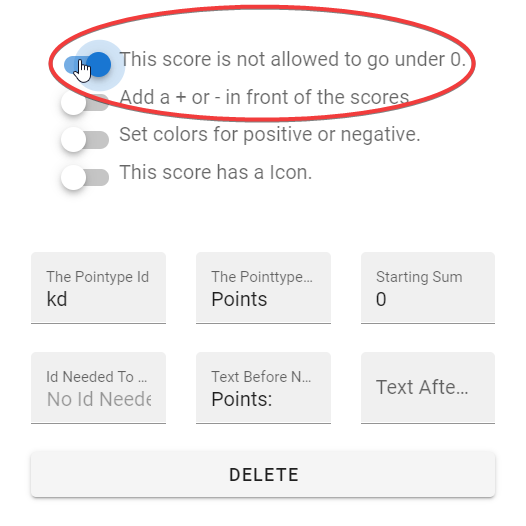 This score is not allowed to go under 0.
Add a + or - in front of the scores.
Set colors for positive or negative.
This score has a Icon.
The Pointype Id
kd
The Pointtype...
Points
Starting Sum
0
Id Needed To ...
No Id Neede
Text Before N...
Points:
Text Afte...
DELETE